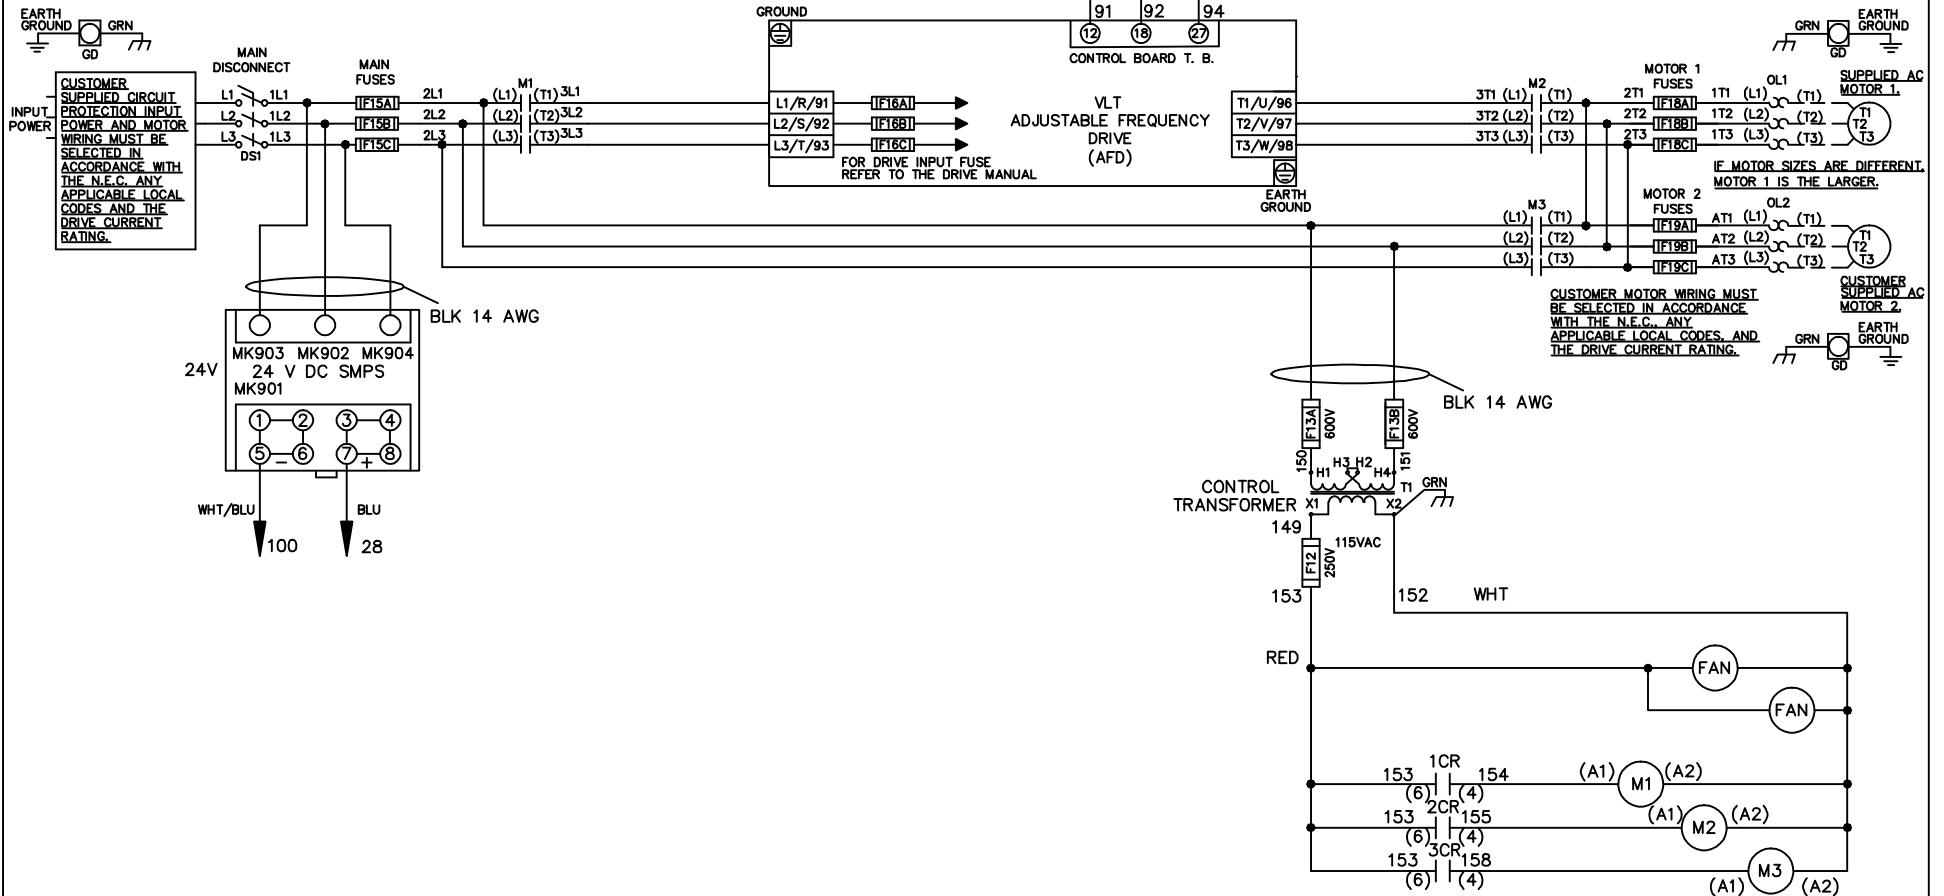 EARTH
GROUND
GRN
GD
CUSTOMER
SUPPLIED CIRCUIT
PROTECTION INPUT
POWER AND MOTOR
WIRING MUST BE
SELECTED IN
ACCORDANCE WITH
THE N.E.C. ANY
APPLICABLE LOCAL
CODES AND THE
DRIVE CURRENT
RATING.
INPUT
POWER
MAIN
DISCONNECT
L1 1L1
L2 1L2
L3 1L3
DS1
MAIN
FUSES
F15A
F15B
F15C
2L1
2L2
2L3
M1
(L1) (T1) 3L1
(L2) (T2) 3L2
(L3) (T3) 3L3
GROUND
91 92 94
12 18 27
CONTROL BOARD T. B.
L1/R/91
L2/S/92
L3/T/93
F16A
F16B
F16C
FOR DRIVE INPUT FUSE
REFER TO THE DRIVE MANUAL
VLT
ADJUSTABLE FREQUENCY
DRIVE
(AFD)
T1/U/96
T2/V/97
T3/W/98
EARTH
GROUND
M2
3T1 (L1) (T1)
3T2 (L2) (T2)
3T3 (L3) (T3)
MOTOR 1
FUSES
2T1 F18A 1T1 (L1) (T1)
2T2 F18B 1T2 (L2) (T2)
2T3 F18C 1T3 (L3) (T3)
OL1
GRN
GD
EARTH
GROUND
SUPPLIED AC
MOTOR 1.
T1
T2
T3
IF MOTOR SIZES ARE DIFFERENT,
MOTOR 1 IS THE LARGER.
M3
(L1) (T1)
(L2) (T2)
(L3) (T3)
MOTOR 2
FUSES
F19A AT1 (L1) (T1)
F19B AT2 (L2) (T2)
F19C AT3 (L3) (T3)
OL2
T1
T2
T3
CUSTOMER
SUPPLIED AC
MOTOR 2.
CUSTOMER MOTOR WIRING MUST
BE SELECTED IN ACCORDANCE
WITH THE N.E.C., ANY
APPLICABLE LOCAL CODES, AND
THE DRIVE CURRENT RATING.
GRN
GD
EARTH
GROUND
BLK 14 AWG
MK903 MK902 MK904
24V
24 V DC SMPS
MK901
1 2 3 4
5 - 6 7 + 8
WHT/BLU
BLU
100
28
BLK 14 AWG
F13A
600V
F13B
600V
150
151
H1 H3 H2 H4
T1
GRN
CONTROL
TRANSFORMER
X1 X2
149
115VAC
F12
250V
153
152
WHT
RED
FAN
FAN
1CR
153 154
(6) (4)
(A1) M1 (A2)
2CR
153 155
(6) (4)
(A1) M2 (A2)
3CR
153 158
(6) (4)
(A1) M3 (A2)